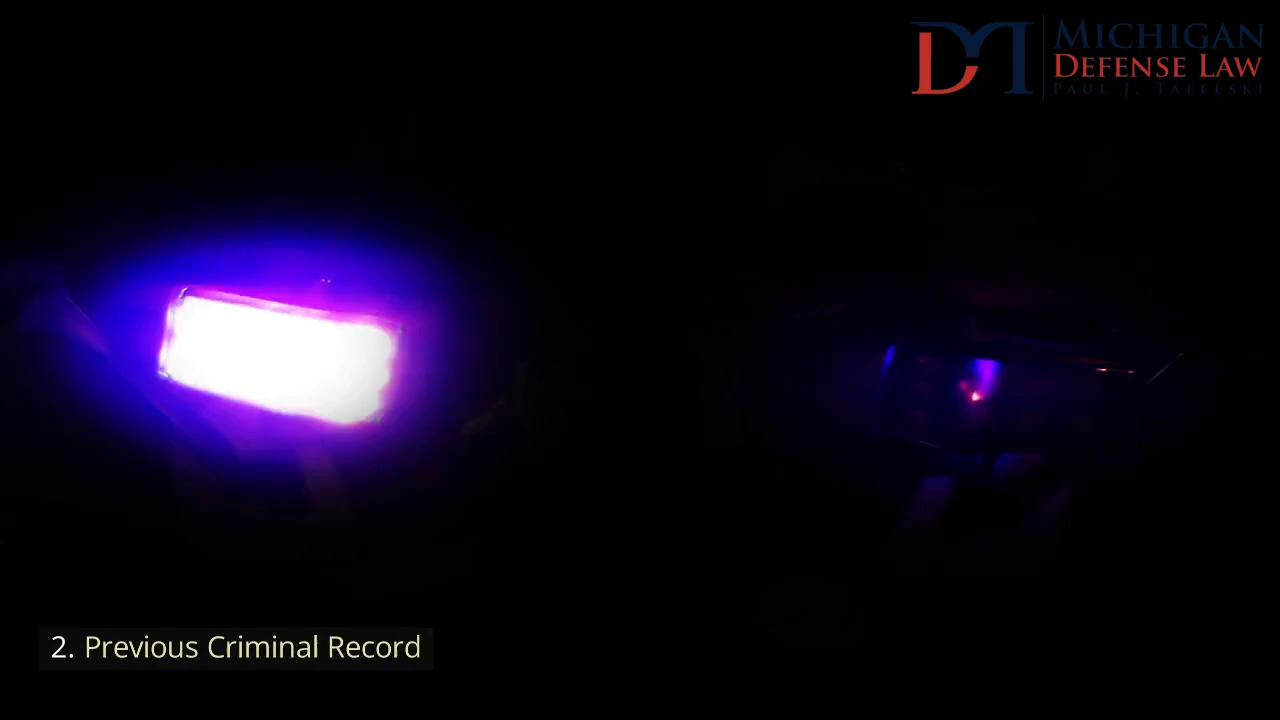 MICHIGAN
DEFENSE LAW
PAUL J. TAFELSKI
2. Previous Criminal Record